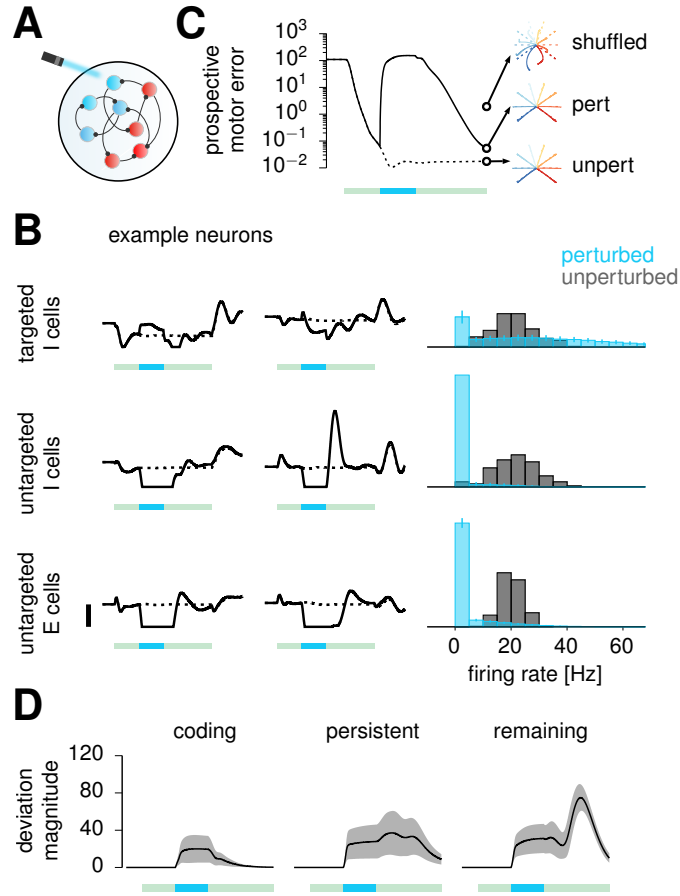 A
C
prospective
motor error
10³
10²
10¹
10⁰
10⁻¹
10⁻²
shuffled
pert
unpert
B
example neurons
perturbed
unperturbed
targeted
I cells
untargeted
I cells
untargeted
E cells
0 20 40 60
firing rate [Hz]
D
coding persistent remaining
deviation
magnitude
120
80
40
0